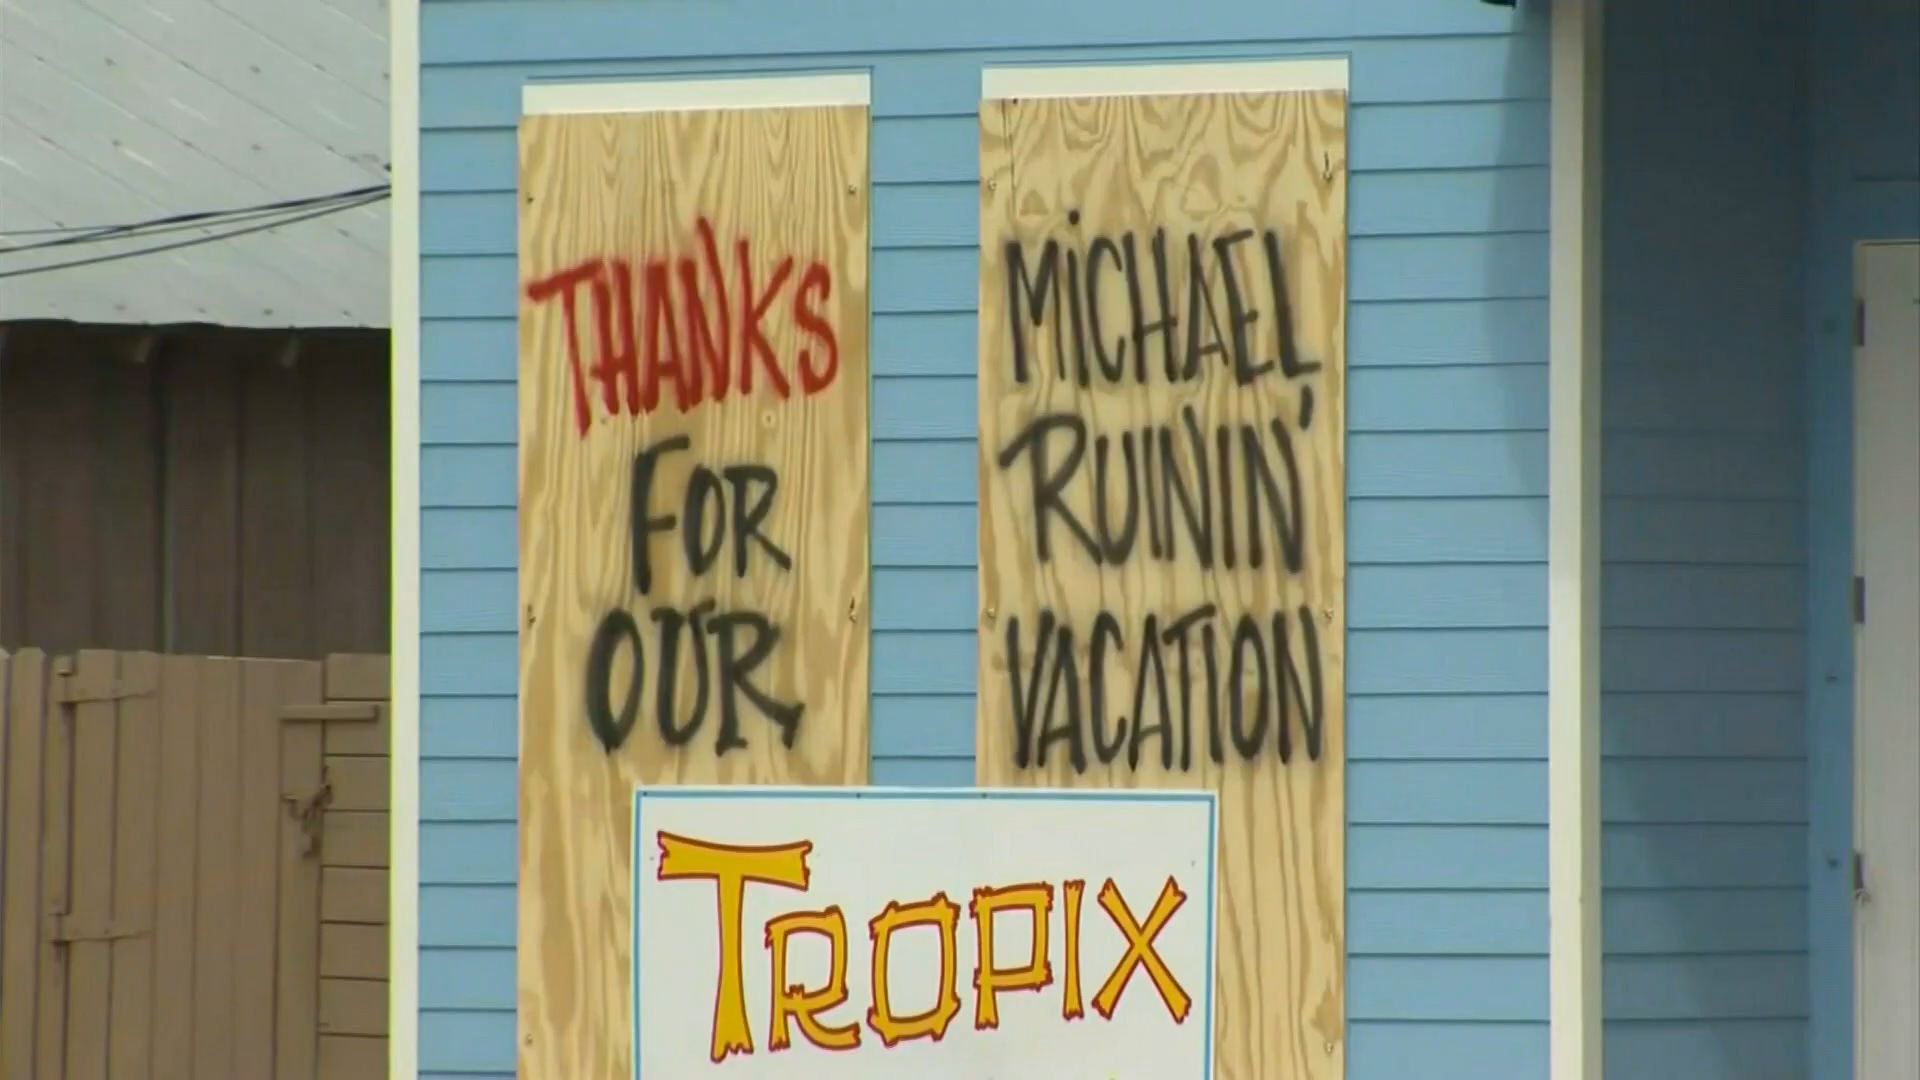 THANKS
FOR
OUR
MiCHAEL,
RUININ'
VACATION
TROPIX